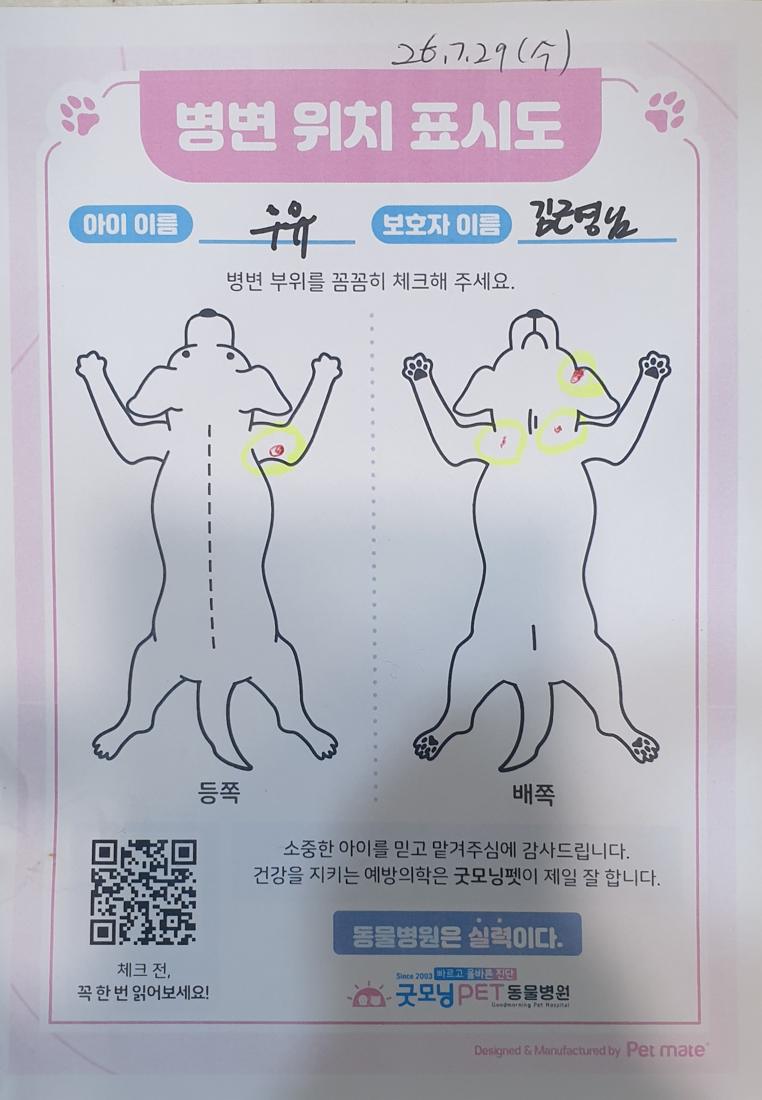 26.7.29(수)
병변 위치 표시도
아이 이름 우유 보호자 이름 김근영님
병변 부위를 꼼꼼히 체크해 주세요.
등쪽 배쪽
소중한 아이를 믿고 맡겨주심에 감사드립니다.
건강을 지키는 예방의학은 굿모닝펫이 제일 잘 합니다.
동물병원은 실력이다.
체크 전,
꼭 한 번 읽어보세요!
Since 2003 바르고 올바른 진단
굿모닝PET동물병원
Goodmorning Pet Hospital
Designed & Manufactured by Pet mate